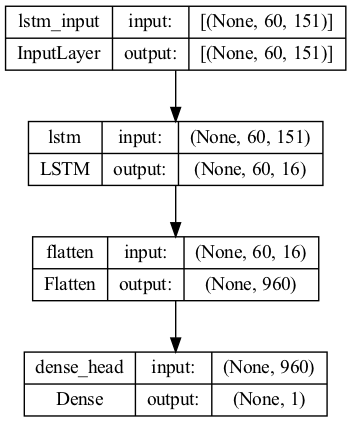 lstm_input input: [(None, 60, 151)]
InputLayer output: [(None, 60, 151)]
lstm input: (None, 60, 151)
LSTM output: (None, 60, 16)
flatten input: (None, 60, 16)
Flatten output: (None, 960)
dense_head input: (None, 960)
Dense output: (None, 1)